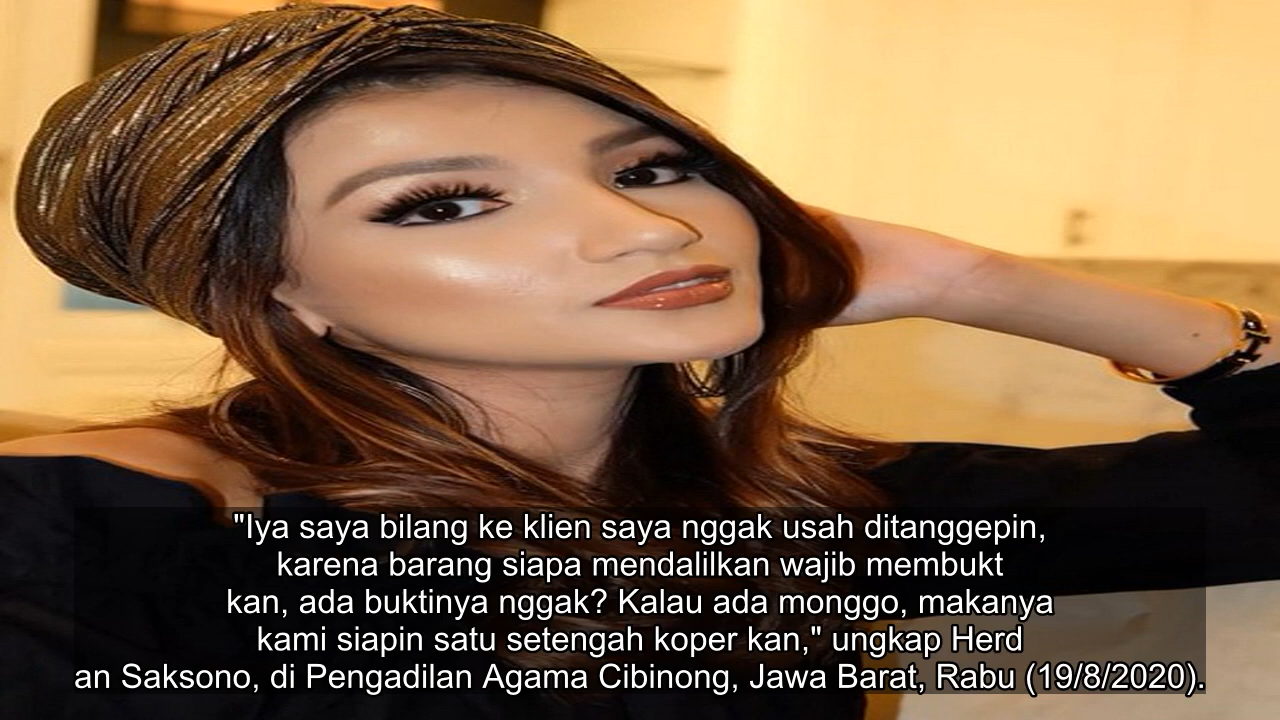 "Iya saya bilang ke klien saya nggak usah ditanggepin,
karena barang siapa mendalilkan wajib membukt
kan, ada buktinya nggak? Kalau ada monggo, makanya
kami siapin satu setengah koper kan," ungkap Herd
an Saksono, di Pengadilan Agama Cibinong, Jawa Barat, Rabu (19/8/2020).